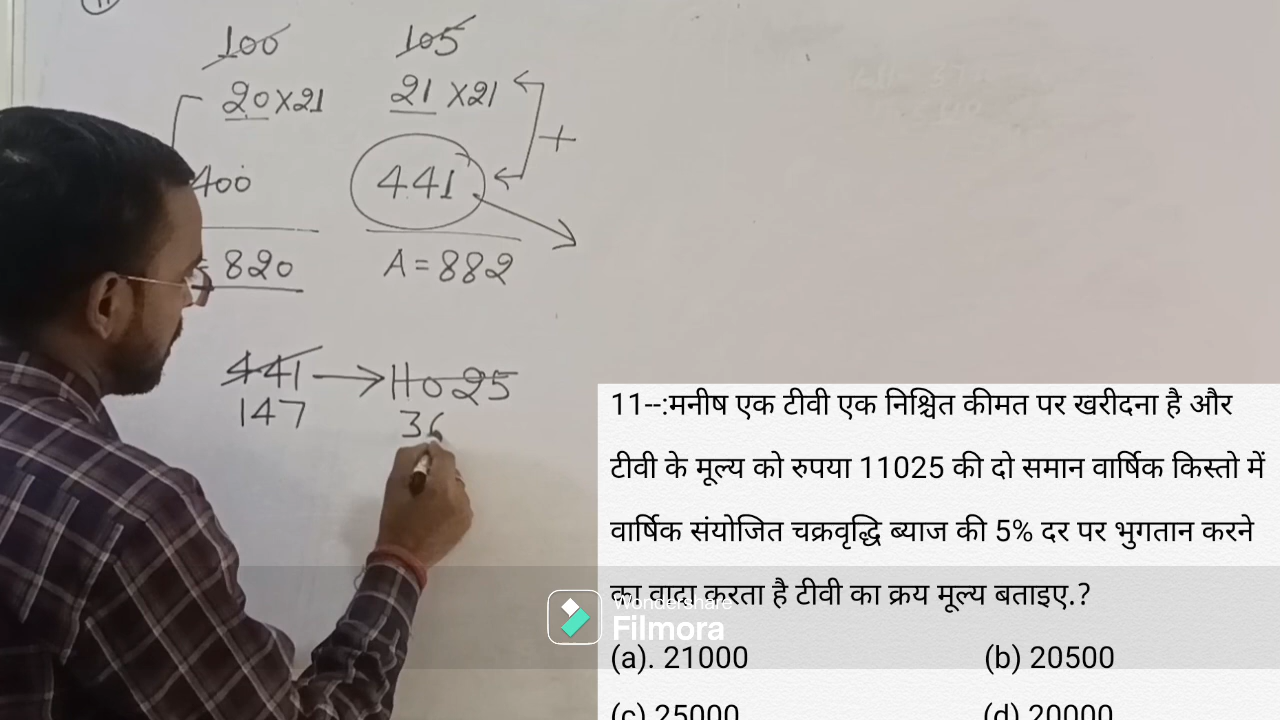 100 105
20 X21 21 X21
+
400 441
= 820 A = 882
441 → 11025
147 36
11--:मनीष एक टीवी एक निश्चित कीमत पर खरीदना है और
टीवी के मूल्य को रुपया 11025 की दो समान वार्षिक किस्तो में
वार्षिक संयोजित चक्रवृद्धि ब्याज की 5% दर पर भुगतान करने
का वादा करता है टीवी का क्रय मूल्य बताइए.?
Wondershare
Filmora
(a). 21000 (b) 20500
(c) 25000 (d) 20000